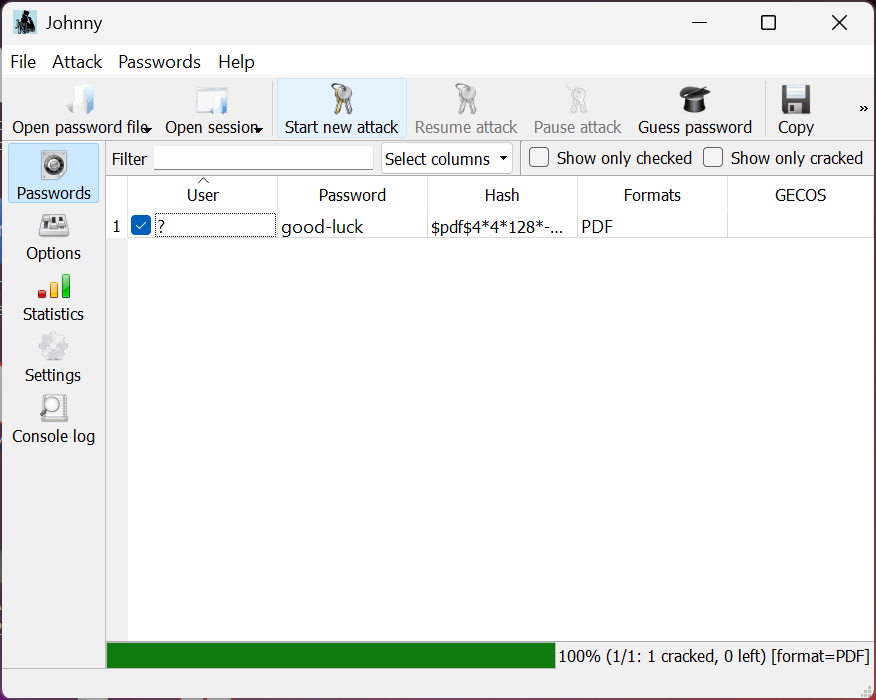 Johnny
File Attack Passwords Help
Open password file Open session Start new attack Resume attack Pause attack Guess password Copy »
Passwords Filter Select columns Show only checked Show only cracked
User Password Hash Formats GECOS
1 ? good-luck $pdf$4*4*128*-... PDF
Options
Statistics
Settings
Console log
100% (1/1: 1 cracked, 0 left) [format=PDF]